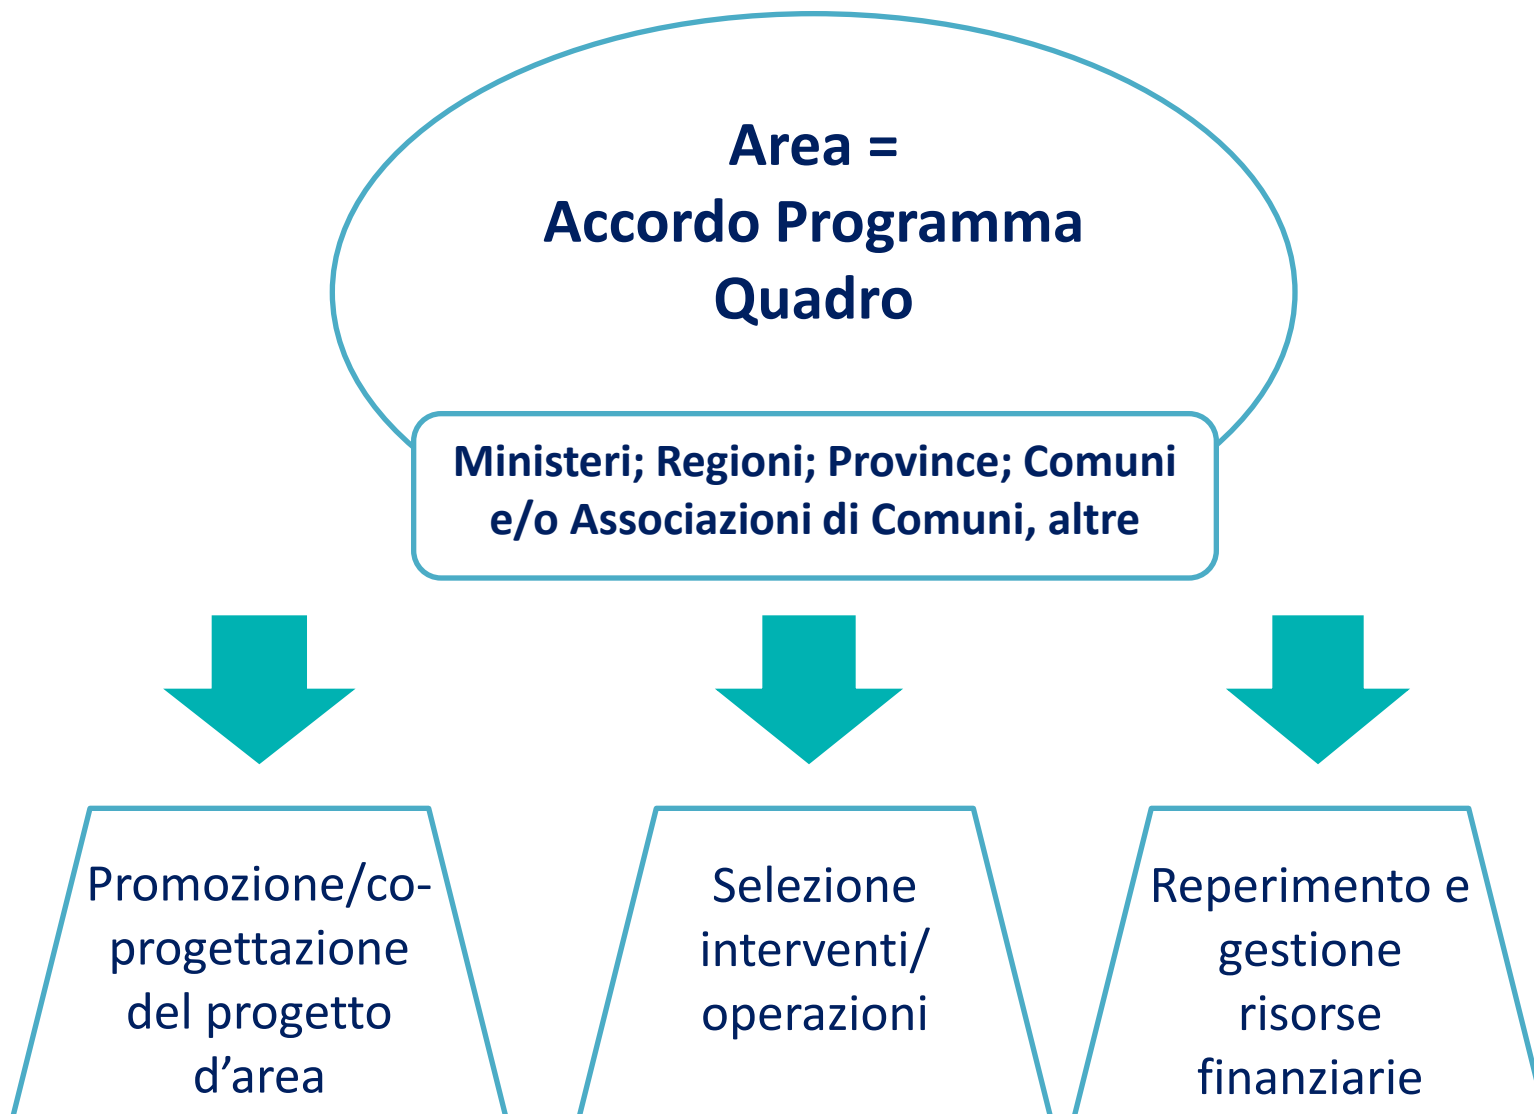 Area =
Accordo Programma
Quadro
Ministeri; Regioni; Province; Comuni
e/o Associazioni di Comuni, altre
Promozione/co-
progettazione
del progetto
d’area
Selezione
interventi/
operazioni
Reperimento e
gestione
risorse
finanziarie